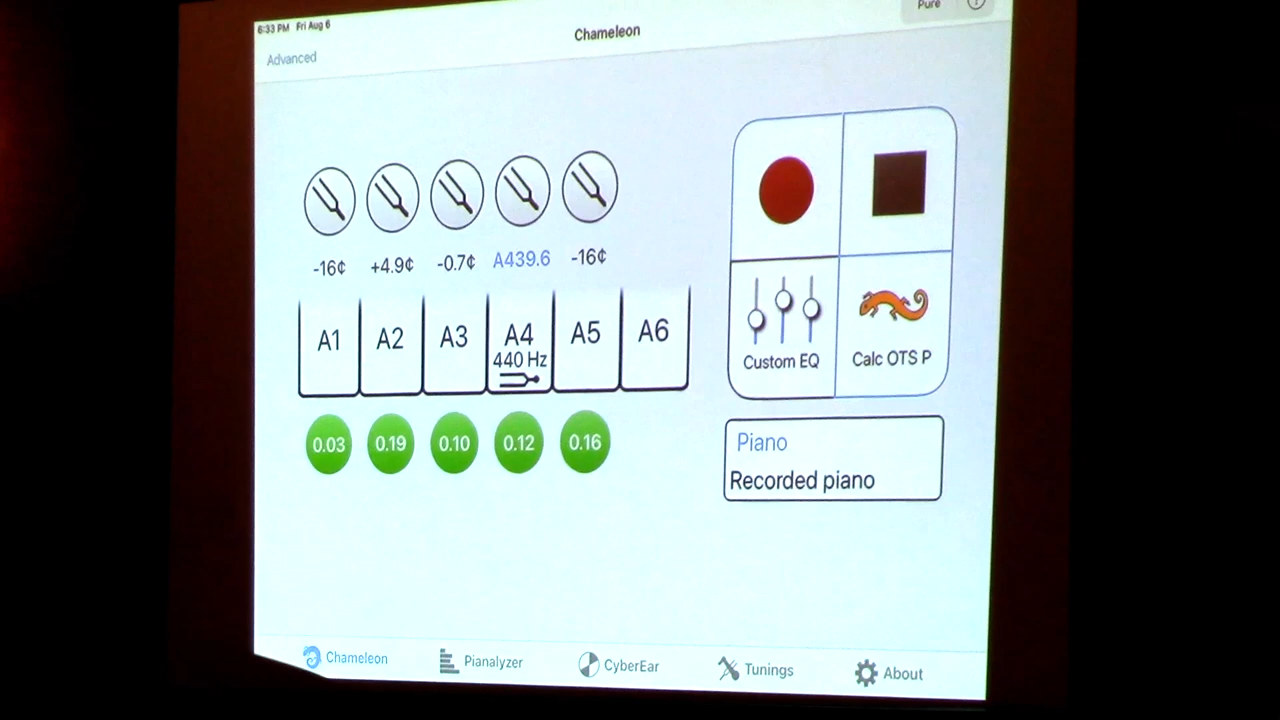 6:33 PM Fri Aug 6
Pure
Chameleon
Advanced
-16¢ +4.9¢ -0.7¢ A439.6 -16¢
A1 A2 A3 A4 A5 A6
440 Hz
Custom EQ Calc OTS P
0.03 0.19 0.10 0.12 0.16
Piano
Recorded piano
Chameleon Pianalyzer CyberEar Tunings About